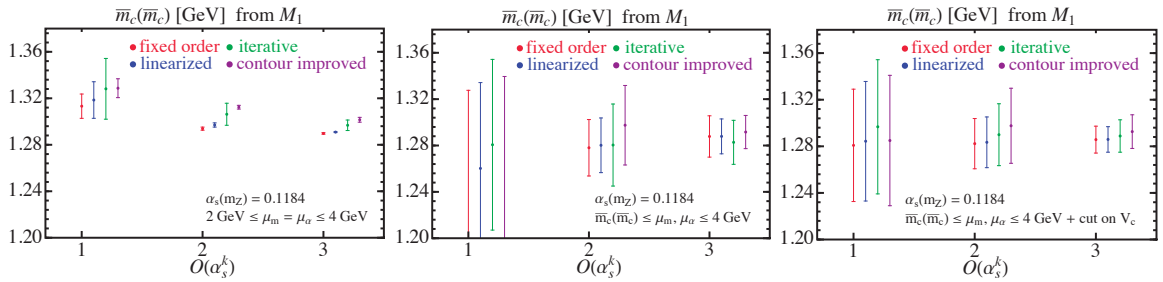 m̅c(m̅c) [GeV] from M1
1.36
1.32
1.28
1.24
1.20
fixed order
iterative
linearized
contour improved
αs(mZ) = 0.1184
2 GeV ≤ μm = μα ≤ 4 GeV
1 2 3
O(αs^k)
m̅c(m̅c) [GeV] from M1
1.36
1.32
1.28
1.24
1.20
fixed order
iterative
linearized
contour improved
αs(mZ) = 0.1184
m̅c(m̅c) ≤ μm, μα ≤ 4 GeV
1 2 3
O(αs^k)
m̅c(m̅c) [GeV] from M1
1.36
1.32
1.28
1.24
1.20
fixed order
iterative
linearized
contour improved
αs(mZ) = 0.1184
m̅c(m̅c) ≤ μm, μα ≤ 4 GeV + cut on Vc
1 2 3
O(αs^k)